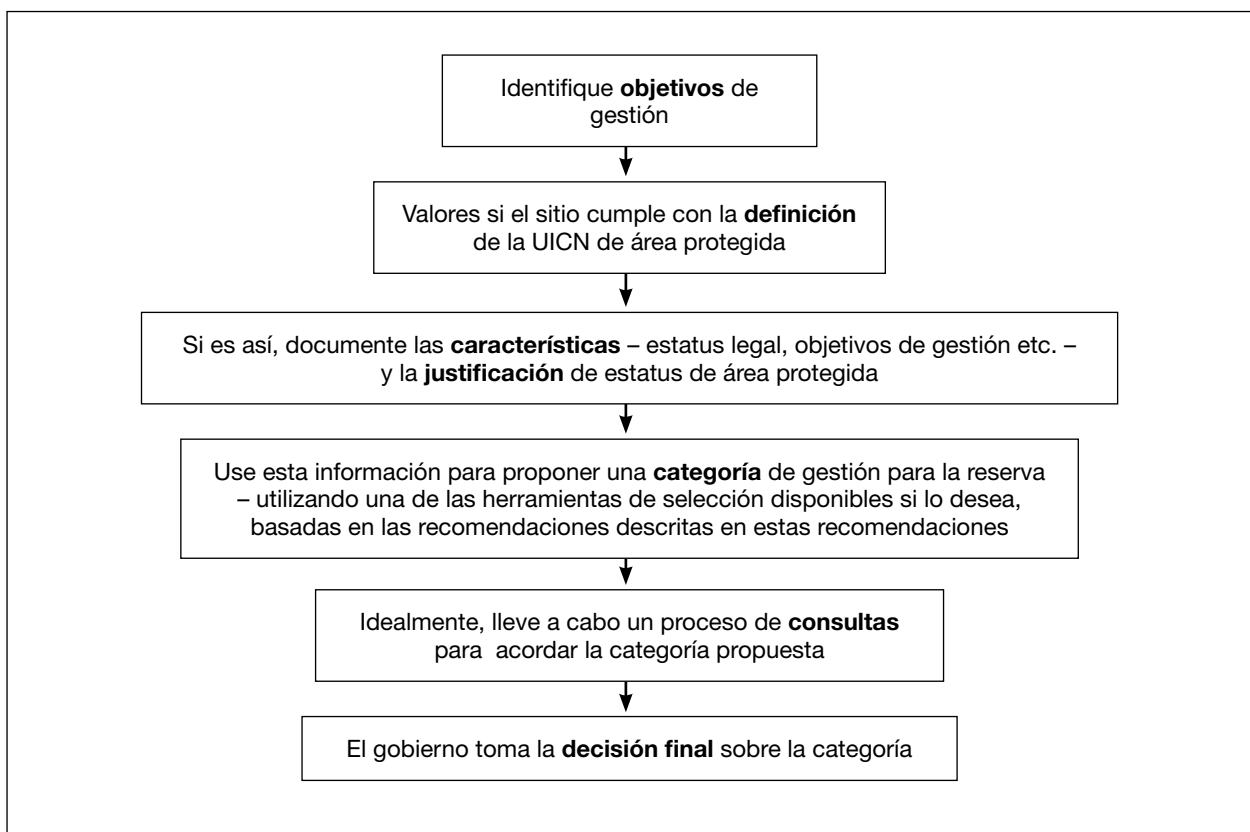 Identifique objetivos de
gestión
Valores si el sitio cumple con la definición
de la UICN de área protegida
Si es así, documente las características – estatus legal, objetivos de gestión etc. –
y la justificación de estatus de área protegida
Use esta información para proponer una categoría de gestión para la reserva
– utilizando una de las herramientas de selección disponibles si lo desea,
basadas en las recomendaciones descritas en estas recomendaciones
Idealmente, lleve a cabo un proceso de consultas
para acordar la categoría propuesta
El gobierno toma la decisión final sobre la categoría